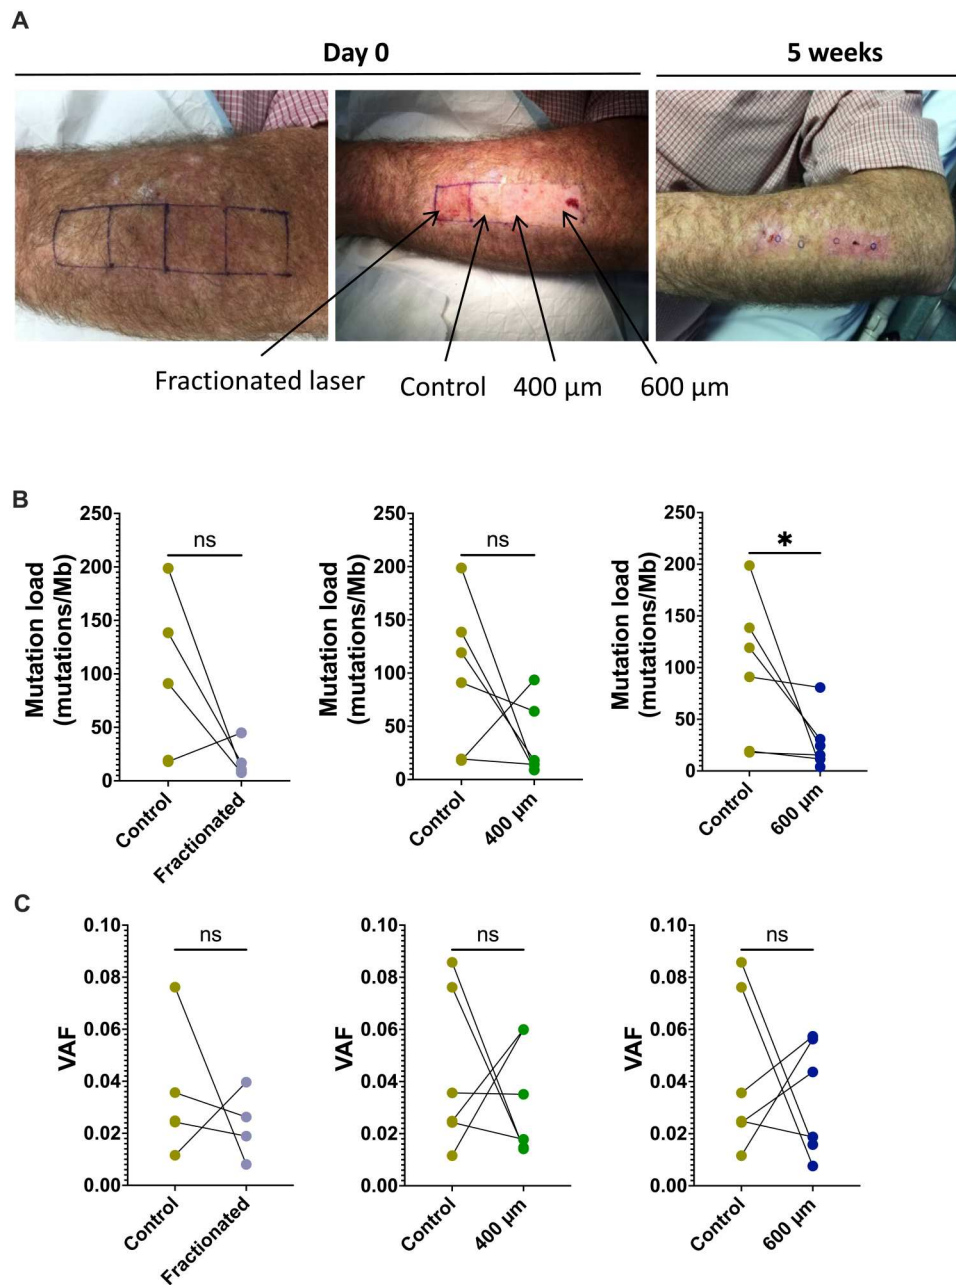 A
Day 0
5 weeks
Fractionated laser
Control
400 µm
600 µm
B
Mutation load
(mutations/Mb)
250
200
150
100
50
0
ns
Control
Fractionated
Mutation load
(mutations/Mb)
250
200
150
100
50
0
ns
Control
400 µm
Mutation load
(mutations/Mb)
250
200
150
100
50
0
*
Control
600 µm
C
VAF
0.10
0.08
0.06
0.04
0.02
0.00
ns
Control
Fractionated
VAF
0.10
0.08
0.06
0.04
0.02
0.00
ns
Control
400 µm
VAF
0.10
0.08
0.06
0.04
0.02
0.00
ns
Control
600 µm